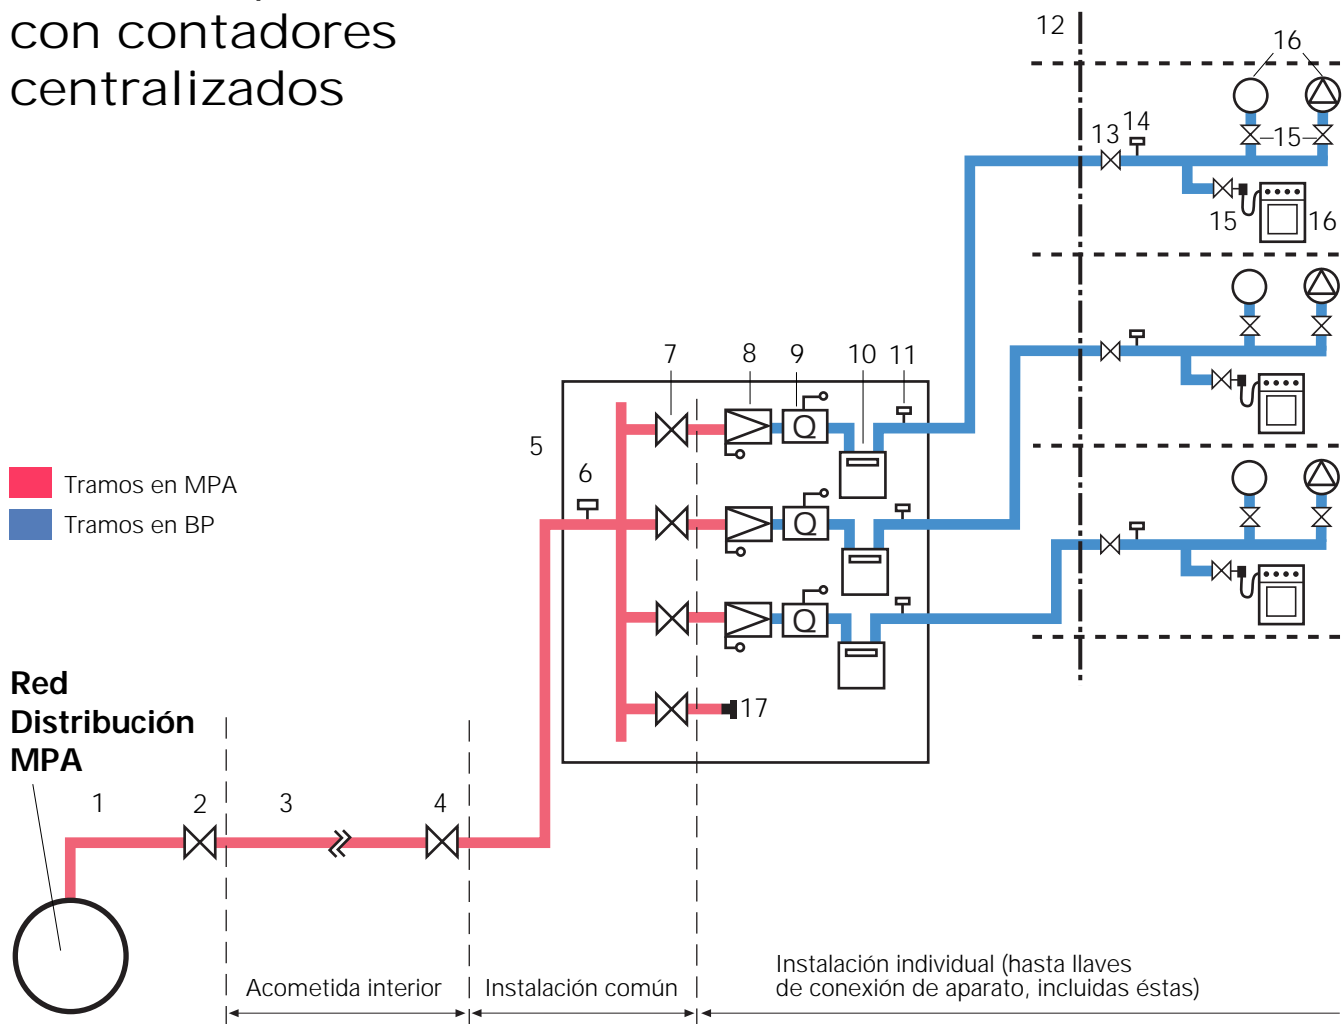 con contadores
centralizados
12
16
13
14
15
15
16
7
8
9
10
11
5
6
Q
Q
Q
17
Tramos en MPA
Tramos en BP
Red
Distribución
MPA
1
2
3
4
Acometida interior
Instalación común
Instalación individual (hasta llaves
de conexión de aparato, incluidas éstas)